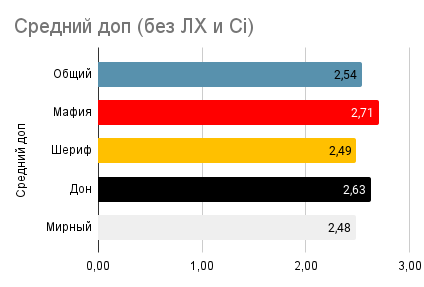 Средний доп (без ЛХ и Ci)
Средний доп
Общий 2,54
Мафия 2,71
Шериф 2,49
Дон 2,63
Мирный 2,48
0,00 1,00 2,00 3,00